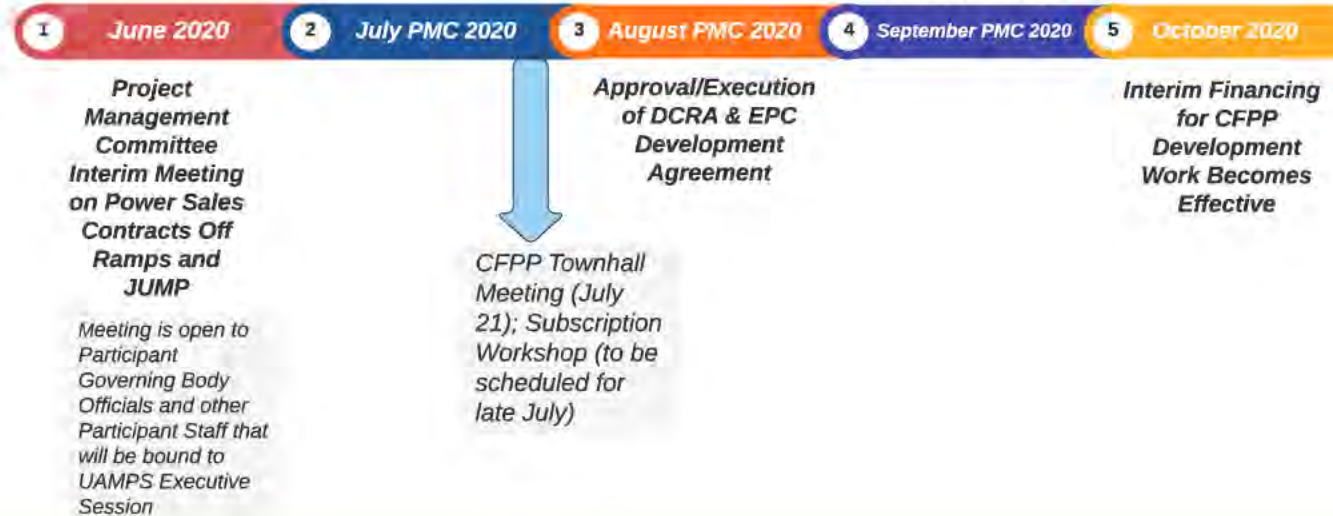 1 June 2020
2 July PMC 2020
3 August PMC 2020
4 September PMC 2020
5 October 2020
Project
Management
Committee
Interim Meeting
on Power Sales
Contracts Off
Ramps and
JUMP
Meeting is open to
Participant
Governing Body
Officials and other
Participant Staff that
will be bound to
UAMPS Executive
Session
CFPP Townhall
Meeting (July
21); Subscription
Workshop (to be
scheduled for
late July)
Approval/Execution
of DCRA & EPC
Development
Agreement
Interim Financing
for CFPP
Development
Work Becomes
Effective